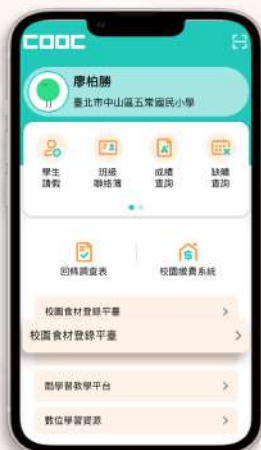 COOC
廖柏勝
臺北市中山區五常國民小學
學生
請假
班級
聯絡簿
成績
查詢
缺曠
查詢
回條調查表
校園繳費系統
校園食材登錄平臺
校園食材登錄平臺
酷學習教學平台
數位學習資源